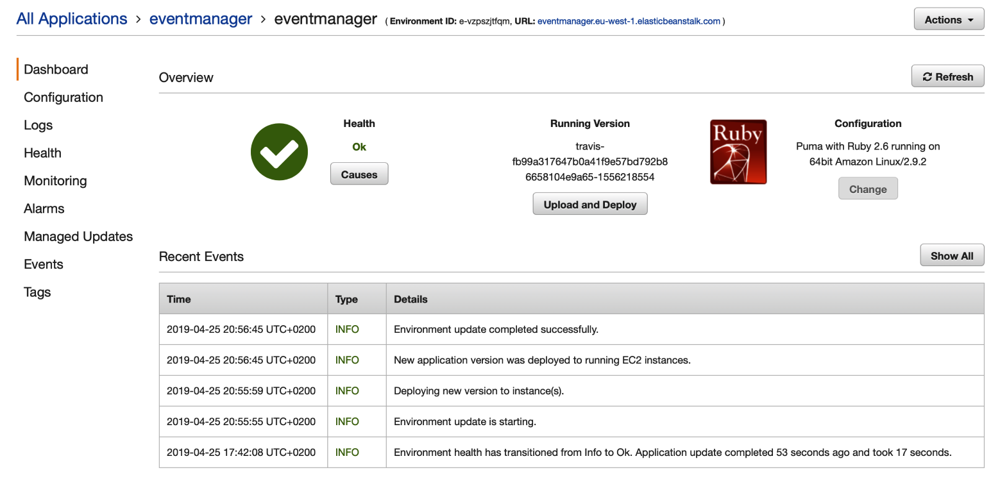 All Applications > eventmanager > eventmanager ( Environment ID: e-vzpszjtfqm, URL: eventmanager.eu-west-1.elasticbeanstalk.com )
Actions
Dashboard
Configuration
Logs
Health
Monitoring
Alarms
Managed Updates
Events
Tags
Overview
Refresh
Health
Ok
Causes
Running Version
travis-
fb99a317647b0a41f9e57bd792b8
6658104e9a65-1556218554
Upload and Deploy
Ruby
Configuration
Puma with Ruby 2.6 running on
64bit Amazon Linux/2.9.2
Change
Recent Events
Show All
Time Type Details
2019-04-25 20:56:45 UTC+0200 INFO Environment update completed successfully.
2019-04-25 20:56:45 UTC+0200 INFO New application version was deployed to running EC2 instances.
2019-04-25 20:55:59 UTC+0200 INFO Deploying new version to instance(s).
2019-04-25 20:55:55 UTC+0200 INFO Environment update is starting.
2019-04-25 17:42:08 UTC+0200 INFO Environment health has transitioned from Info to Ok. Application update completed 53 seconds ago and took 17 seconds.